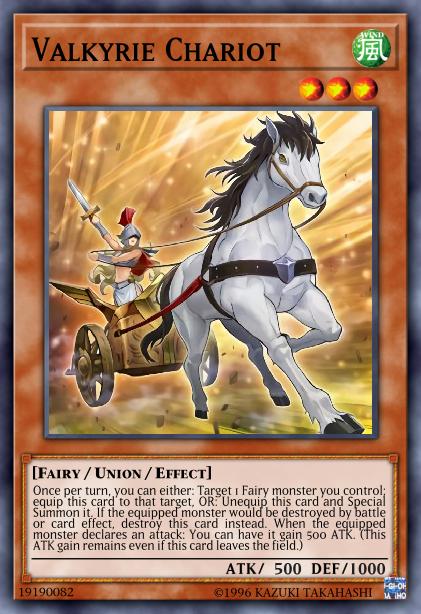 VALKYRIE CHARIOT
WIND
風
[FAIRY / UNION / EFFECT]
Once per turn, you can either: Target 1 Fairy monster you control;
equip this card to that target, OR: Unequip this card and Special
Summon it. If the equipped monster would be destroyed by battle
or card effect, destroy this card instead. When the equipped
monster declares an attack: You can have it gain 500 ATK. (This
ATK gain remains even if this card leaves the field.)
ATK/ 500 DEF/1000
19190082
©1996 KAZUKI TAKAHASHI